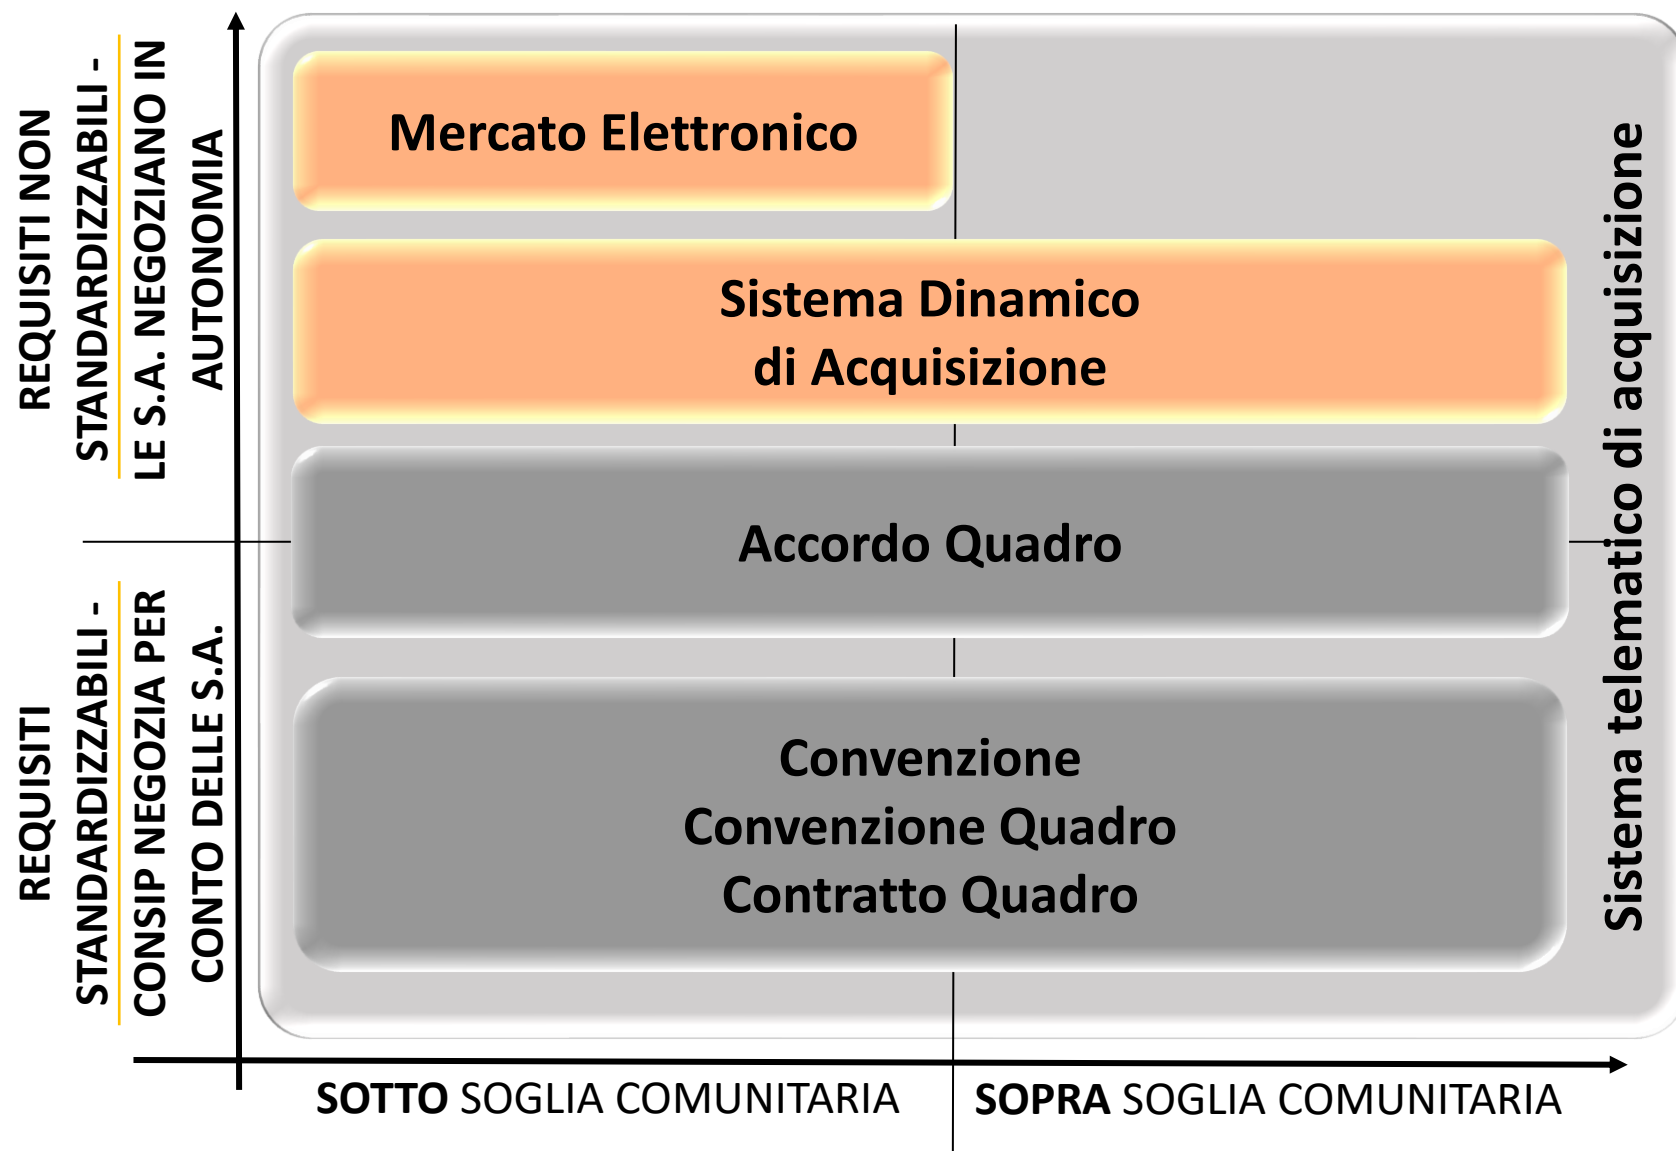 REQUISITI NON
STANDARDIZZABILI -
LE S.A. NEGOZIANO IN
AUTONOMIA
REQUISITI
STANDARDIZZABILI -
CONSIP NEGOZIA PER
CONTO DELLE S.A.
Mercato Elettronico
Sistema Dinamico
di Acquisizione
Accordo Quadro
Convenzione
Convenzione Quadro
Contratto Quadro
Sistema telematico di acquisizione
SOTTO SOGLIA COMUNITARIA
SOPRA SOGLIA COMUNITARIA